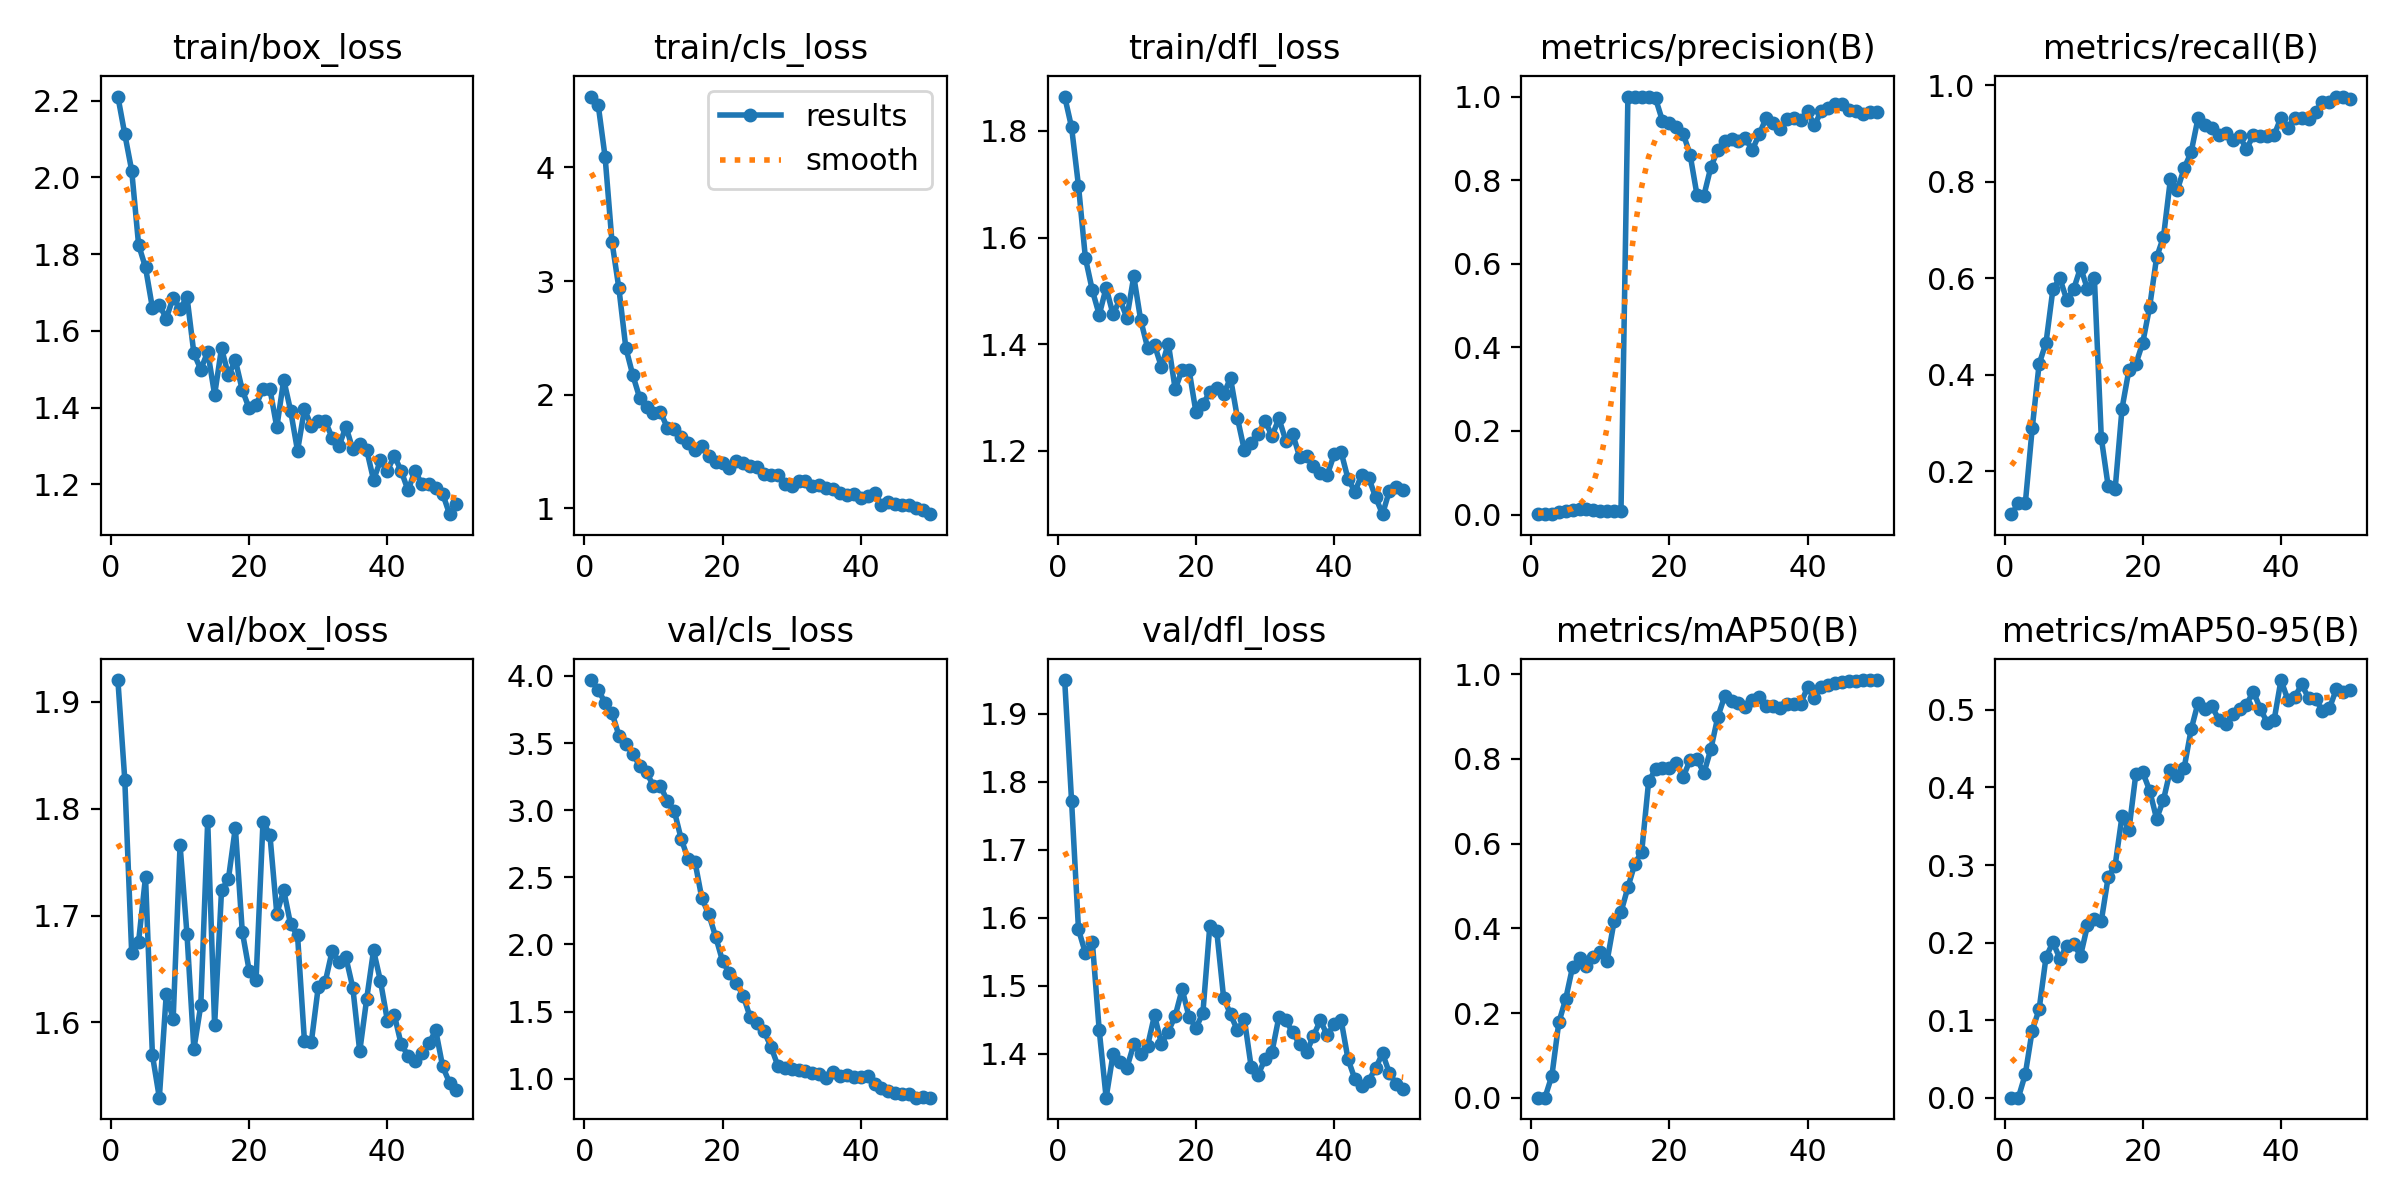 train/box_loss
2.2
2.0
1.8
1.6
1.4
1.2
0 20 40
train/cls_loss
results
smooth
4
3
2
1
0 20 40
train/dfl_loss
1.8
1.6
1.4
1.2
0 20 40
metrics/precision(B)
1.0
0.8
0.6
0.4
0.2
0.0
0 20 40
metrics/recall(B)
1.0
0.8
0.6
0.4
0.2
0 20 40
val/box_loss
1.9
1.8
1.7
1.6
0 20 40
val/cls_loss
4.0
3.5
3.0
2.5
2.0
1.5
1.0
0 20 40
val/dfl_loss
1.9
1.8
1.7
1.6
1.5
1.4
0 20 40
metrics/mAP50(B)
1.0
0.8
0.6
0.4
0.2
0.0
0 20 40
metrics/mAP50-95(B)
0.5
0.4
0.3
0.2
0.1
0.0
0 20 40